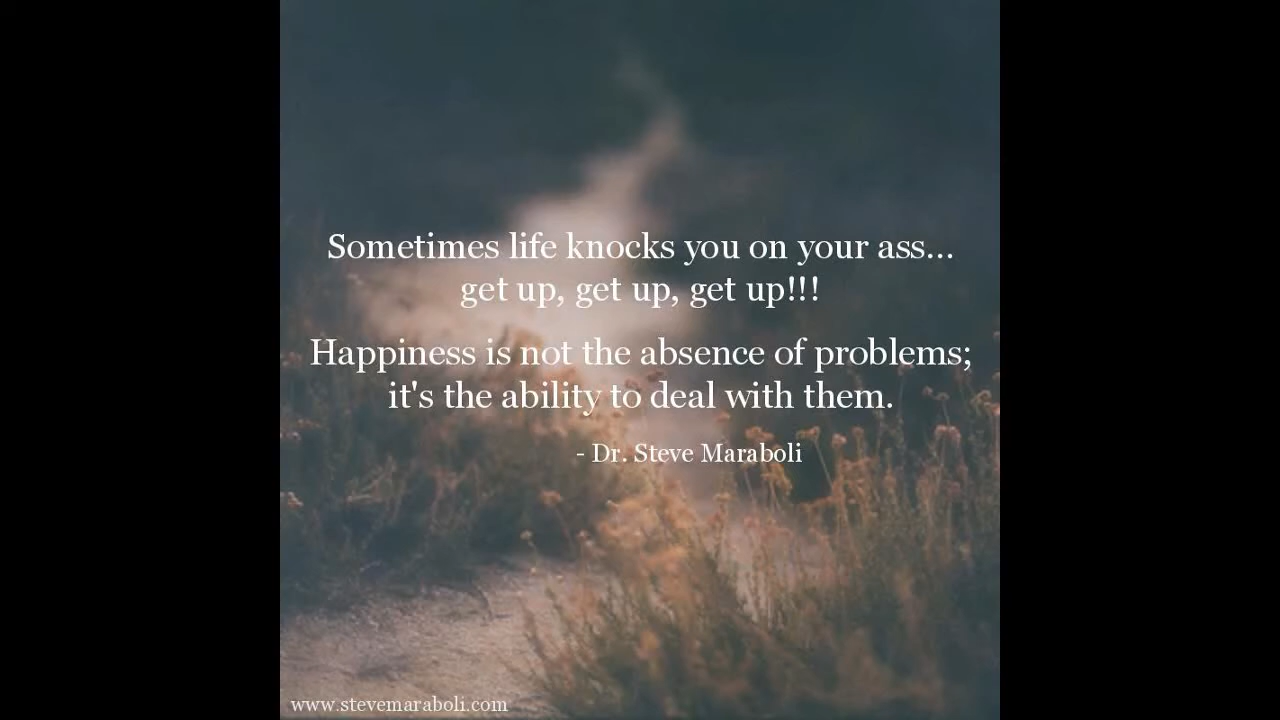 Sometimes life knocks you on your ass...
get up, get up, get up!!!
Happiness is not the absence of problems;
it's the ability to deal with them.
- Dr. Steve Maraboli
www.stevemaraboli.com